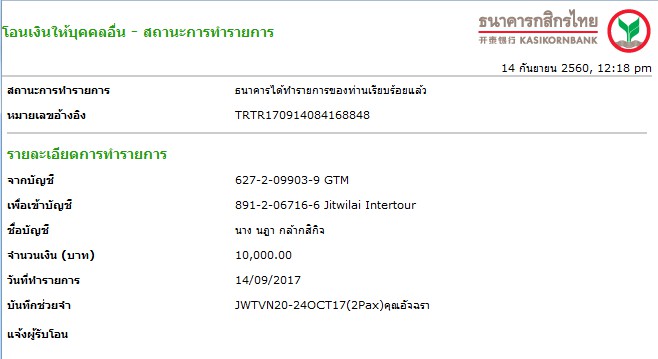 โอนเงินให้บุคคลอื่น - สถานะการทำรายการ
ธนาคารกสิกรไทย
开泰银行 KASIKORNBANK
14 กันยายน 2560, 12:18 pm
สถานะการทำรายการ ธนาคารได้ทำรายการของท่านเรียบร้อยแล้ว
หมายเลขอ้างอิง TRTR170914084168848
รายละเอียดการทำรายการ
จากบัญชี 627-2-09903-9 GTM
เพื่อเข้าบัญชี 891-2-06716-6 Jitwilai Intertour
ชื่อบัญชี นาง นฎา กล้ากสิกิจ
จำนวนเงิน (บาท) 10,000.00
วันที่ทำรายการ 14/09/2017
บันทึกช่วยจำ JWTVN20-24OCT17(2Pax)คุณอัจฉรา
แจ้งผู้รับโอน